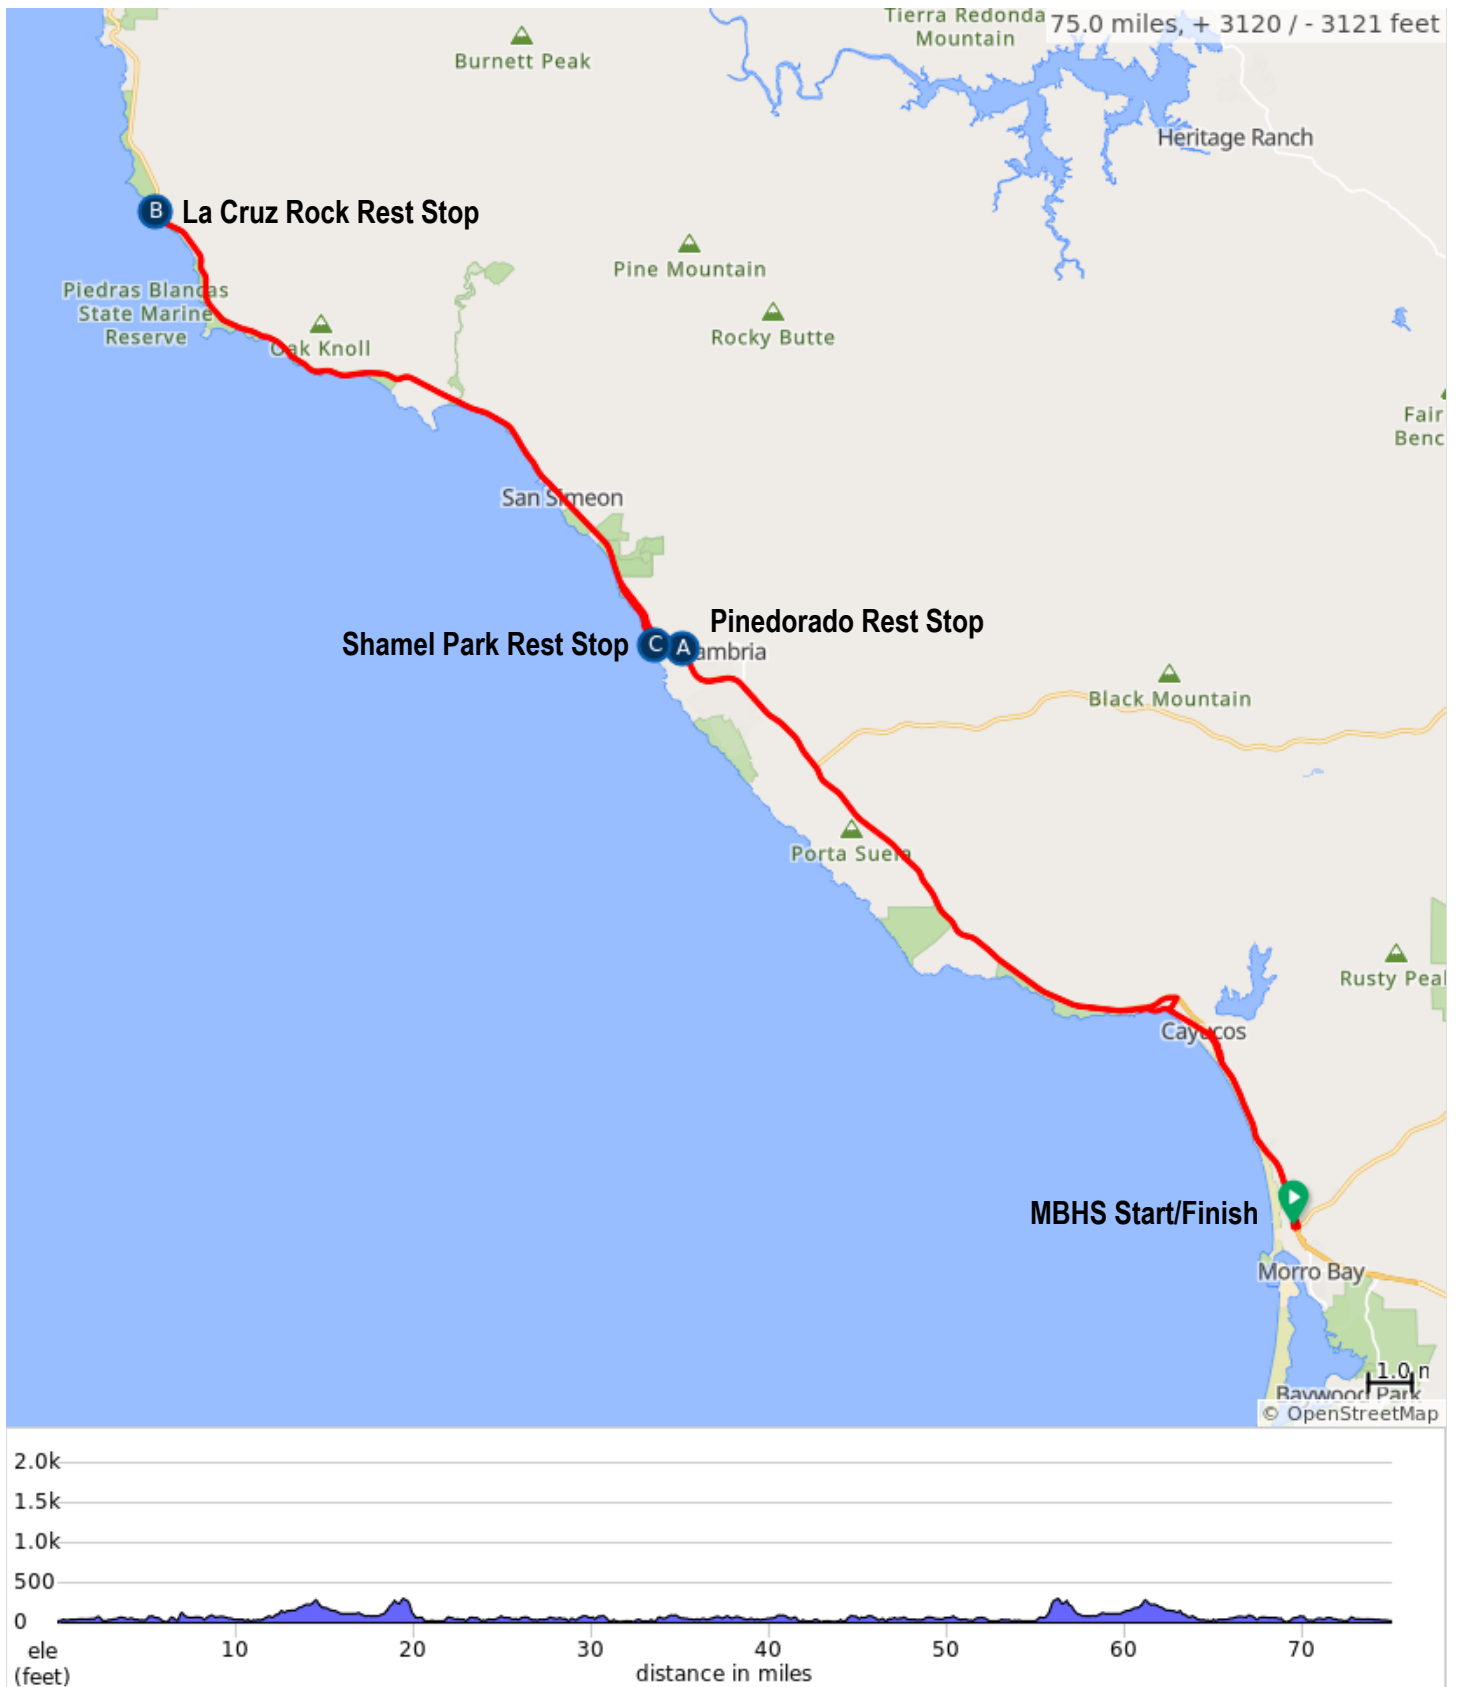 Tierra Redonda
Mountain
75.0 miles, + 3120 / - 3121 feet
Burnett Peak
Heritage Ranch
B La Cruz Rock Rest Stop
Pine Mountain
Piedras Blancas
State Marine
Reserve
Oak Knoll
Rocky Butte
Fair
Benc
San Simeon
Pinedorado Rest Stop
Shamel Park Rest Stop C A ambria
Black Mountain
Porta Suela
Rusty Peal
Cayucos
MBHS Start/Finish
Morro Bay
1.0 n
Baywood Park
© OpenStreetMap
2.0k
1.5k
1.0k
500
0
ele
(feet)
10 20 30 40 50 60 70
distance in miles